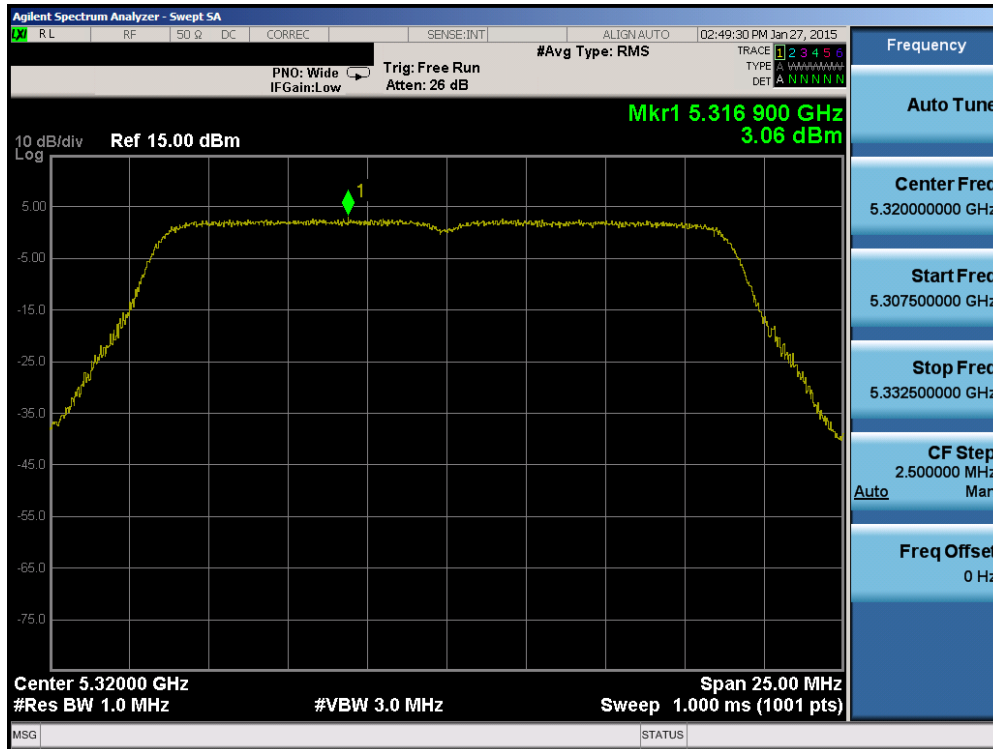 Agilent Spectrum Analyzer - Swept SA
LXI RL RF 50 Ω DC CORREC SENSE:INT ALIGN AUTO 02:49:30 PM Jan 27, 2015
#Avg Type: RMS TRACE 1 2 3 4 5 6
PNO: Wide Trig: Free Run TYPE A WWWWW
IFGain:Low Atten: 26 dB DET A N N N N N
Mkr1 5.316 900 GHz
10 dB/div Ref 15.00 dBm 3.06 dBm
Log
1
5.00
-5.00
-15.0
-25.0
-35.0
-45.0
-55.0
-65.0
-75.0
Center 5.32000 GHz Span 25.00 MHz
#Res BW 1.0 MHz #VBW 3.0 MHz Sweep 1.000 ms (1001 pts)
MSG STATUS
Frequency
Auto Tune
Center Freq
5.320000000 GHz
Start Freq
5.307500000 GHz
Stop Freq
5.332500000 GHz
CF Step
2.500000 MHz
Auto Man
Freq Offset
0 Hz